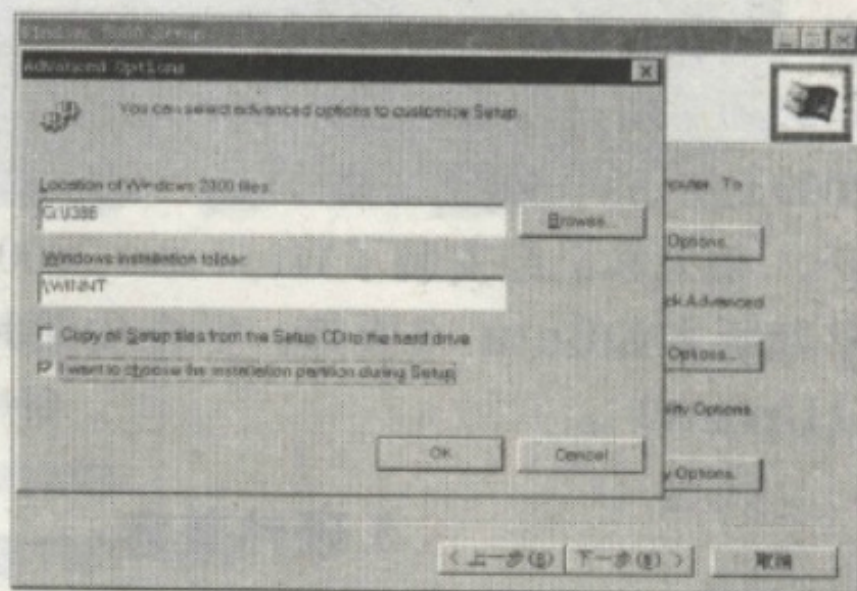 Windows 2000 Setup
Advanced Options
You can select advanced options to customize Setup.
Location of Windows 2000 files:
G:\I386
Browse...
Windows installation folder:
\WINNT
Copy all Setup files from the Setup CD to the hard drive
I want to choose the installation partition during Setup
OK
Cancel
puter. To
Options...
ck Advanced
Options...
ility Options.
y Options.
< 上一步(B)
下一步(N) >
取消